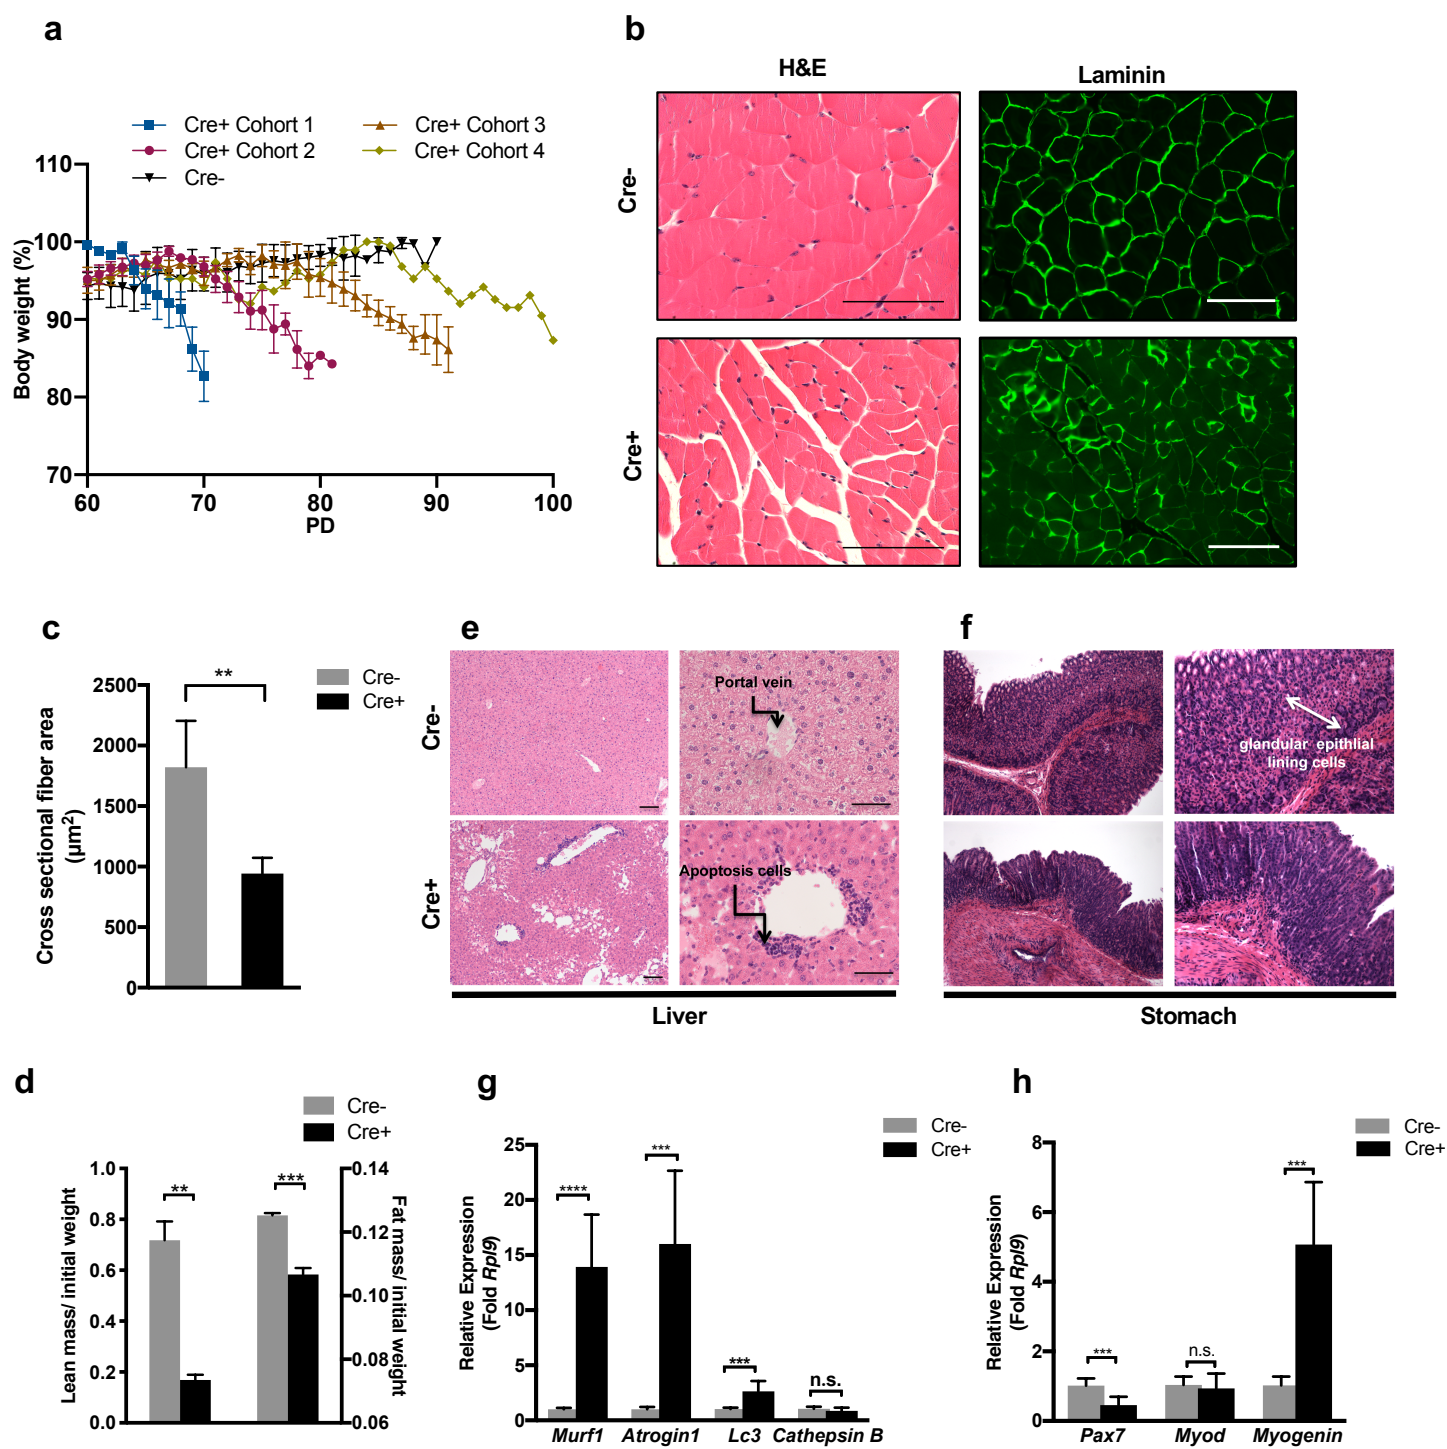 a
Cre+ Cohort 1
Cre+ Cohort 3
Cre+ Cohort 2
Cre+ Cohort 4
Cre-
Body weight (%)
110
100
90
80
70
60
70
80
90
100
PD
b
H&E
Laminin
Cre-
Cre+
c
Cre-
Cre+
**
Cross sectional fiber area
(µm2)
2500
2000
1500
1000
500
0
e
Cre-
Cre+
Portal vein
Apoptosis cells
Liver
f
glandular epithlial
lining cells
Stomach
d
Cre-
Cre+
Lean mass/ initial weight
1.0
0.8
0.6
0.4
0.2
0.0
**
***
0.14
0.12
0.10
0.08
0.06
Fat mass/ initial weight
g
Cre-
Cre+
Relative Expression
(Fold Rpl9)
25
20
15
10
5
0
****
***
***
n.s.
Murf1 Atrogin1 Lc3 Cathepsin B
h
Cre-
Cre+
Relative Expression
(Fold Rpl9)
8
6
4
2
0
***
n.s.
***
Pax7 Myod Myogenin